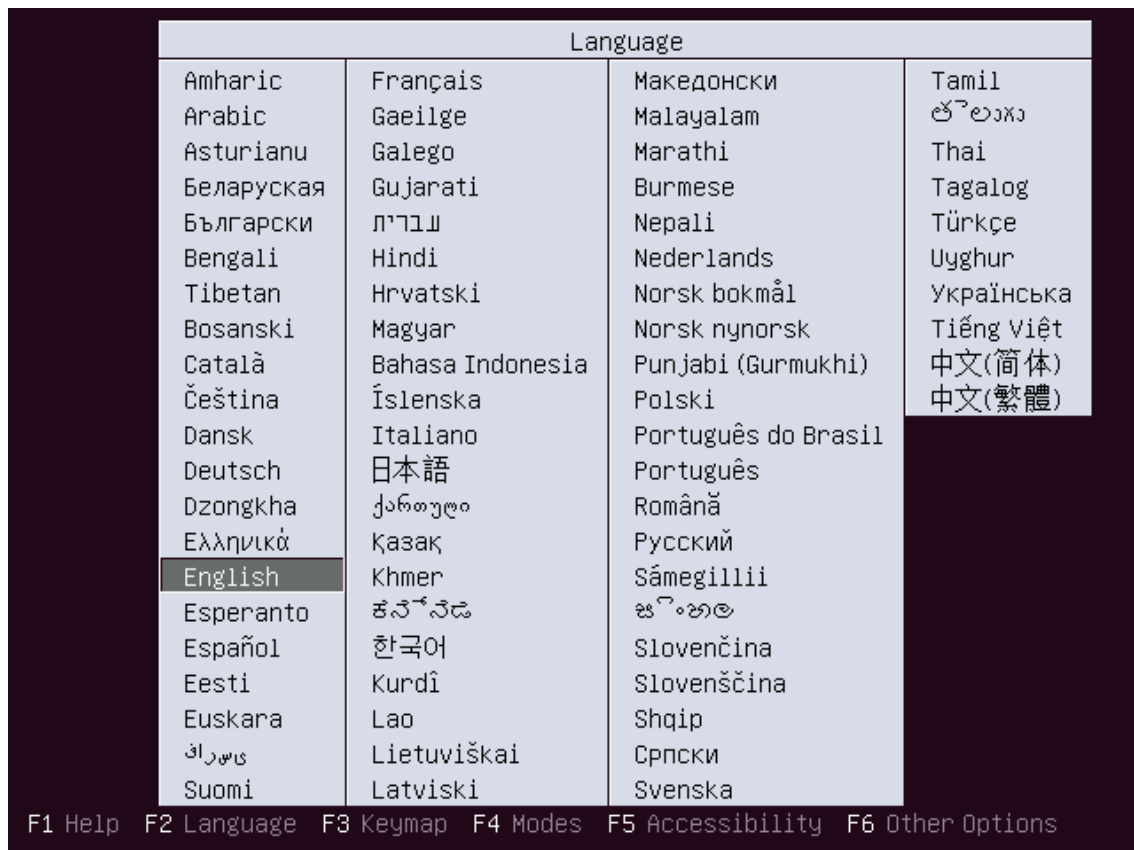 Language
Amharic
Arabic
Asturianu
Беларуская
Български
Bengali
Tibetan
Bosanski
Català
Čeština
Dansk
Deutsch
Dzongkha
Ελληνικά
English
Esperanto
Español
Eesti
Euskara
ﻑﺍﺭﺳﯽ
Suomi
Français
Gaeilge
Galego
Gujarati
עברית
Hindi
Hrvatski
Magyar
Bahasa Indonesia
Íslenska
Italiano
日本語
ქართული
Қазақ
Khmer
ಕನ್ನಡ
한국어
Kurdî
Lao
Lietuviškai
Latviski
Македонски
Malayalam
Marathi
Burmese
Nepali
Nederlands
Norsk bokmål
Norsk nynorsk
Punjabi (Gurmukhi)
Polski
Português do Brasil
Português
Română
Русский
Sámegillii
සිංහල
Slovenčina
Slovenščina
Shqip
Српски
Svenska
Tamil
తెలుగు
Thai
Tagalog
Türkçe
Uyghur
Українська
Tiếng Việt
中文(简体)
中文(繁體)
F1 Help F2 Language F3 Keymap F4 Modes F5 Accessibility F6 Other Options